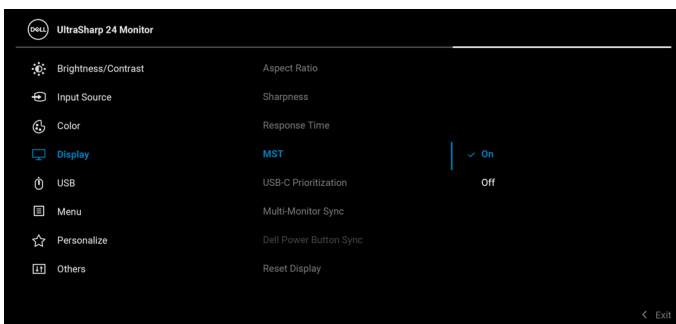 DELL UltraSharp 24 Monitor
Brightness/Contrast Aspect Ratio
Input Source Sharpness
Color Response Time
Display MST On
USB USB-C Prioritization Off
Menu Multi-Monitor Sync
Personalize Dell Power Button Sync
Others Reset Display
Exit